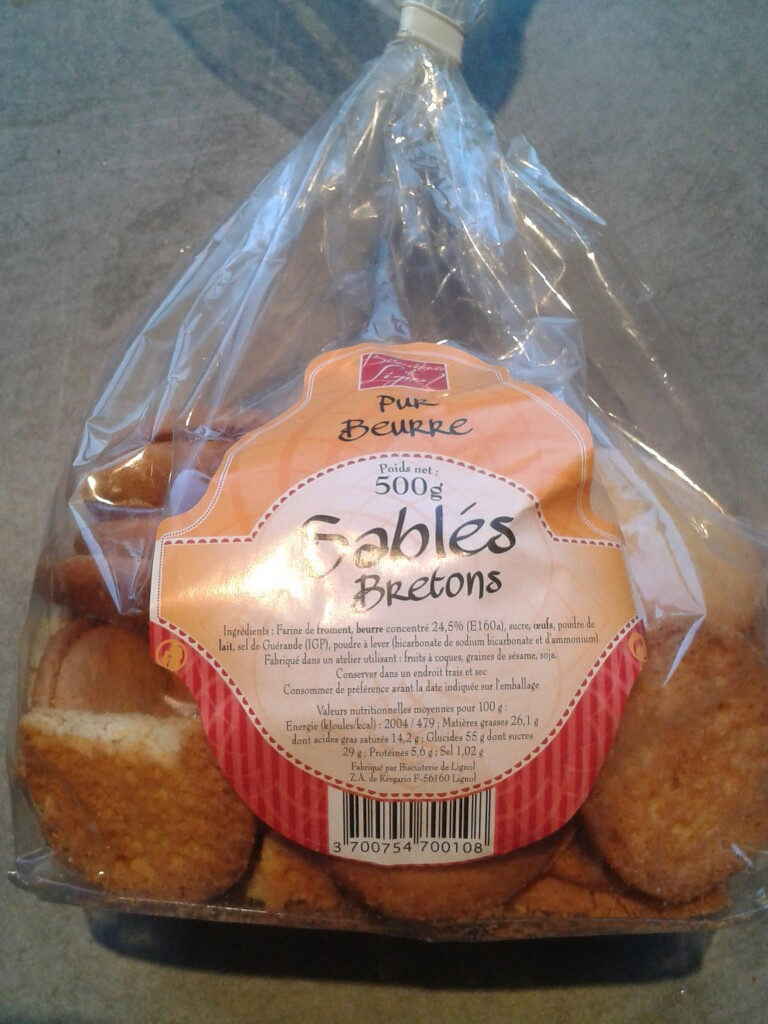 Lignol
Pur
Beurre
Poids net :
500g
Sablés
Bretons
Ingrédients : Farine de froment, beurre concentré 24,5% (E160a), sucre, œufs, poudre de
lait, sel de Guérande (IGP), poudre à lever (bicarbonate de sodium bicarbonate et d'ammonium).
Fabriqué dans un atelier utilisant : fruits à coques, graines de sésame, soja.
Conserver dans un endroit frais et sec
Consommer de préférence avant la date indiquée sur l'emballage
Valeurs nutritionnelles moyennes pour 100 g :
Energie (kJoules/kcal) : 2004 / 479 ; Matières grasses 26,1 g
dont acides gras saturés 14,2 g ; Glucides 55 g dont sucres
29 g ; Protéines 5,6 g ; Sel 1,02 g
Fabriqué par Biscuiterie de Lignol
Z.A. de Kergario F-56160 Lignol
3 700754 700108